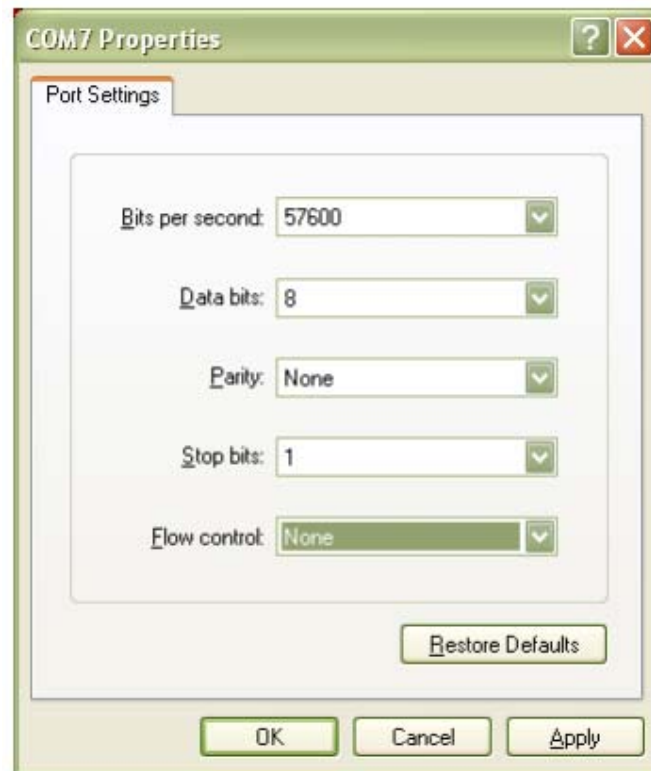 COM7 Properties
Port Settings
Bits per second: 57600
Data bits: 8
Parity: None
Stop bits: 1
Flow control: None
Restore Defaults
OK Cancel Apply